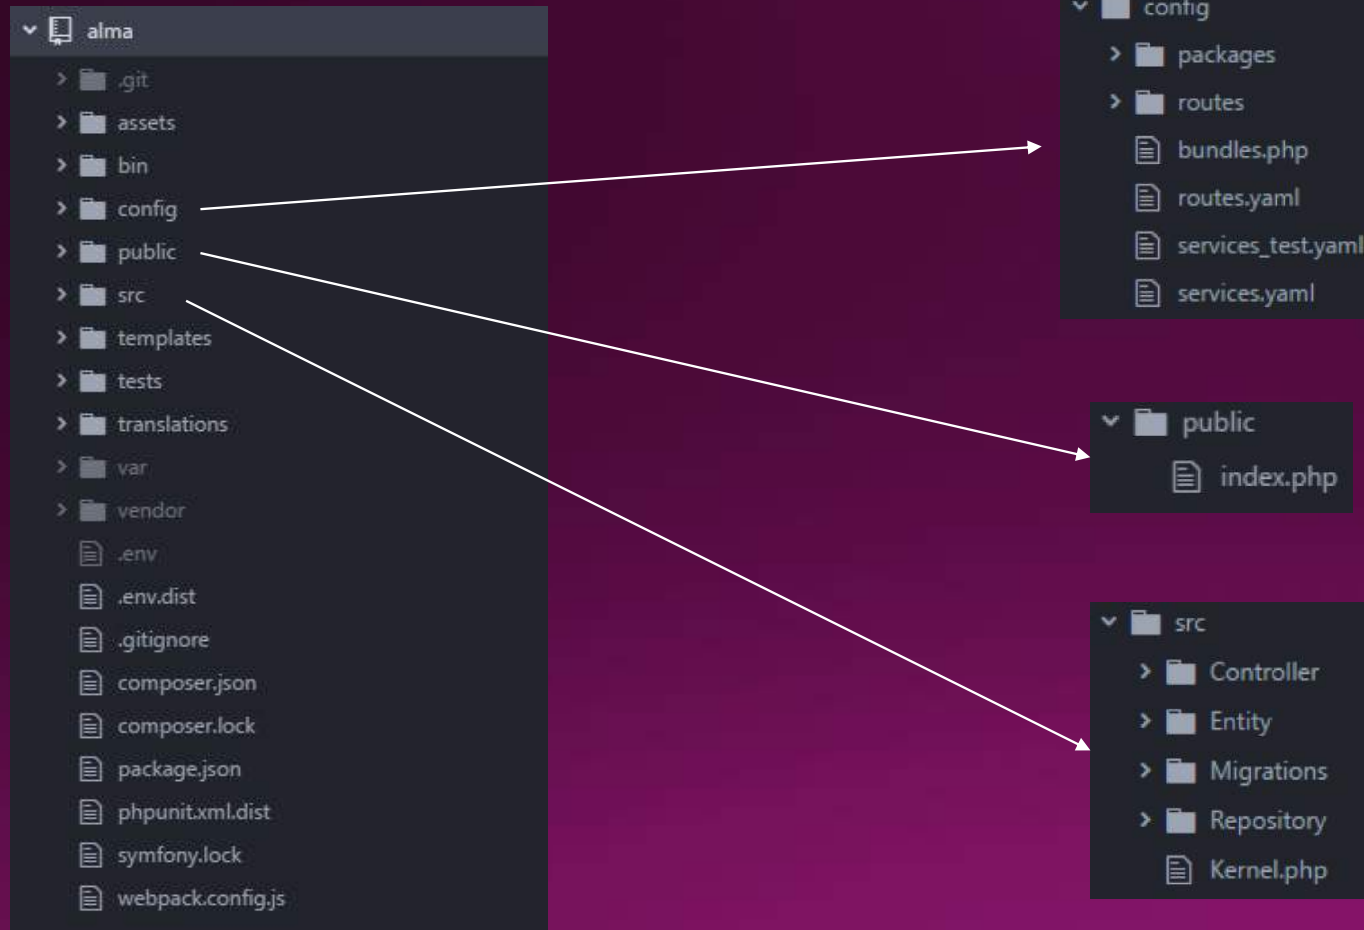 alma
.git
assets
bin
config
public
src
templates
tests
translations
var
vendor
.env
.env.dist
.gitignore
composer.json
composer.lock
package.json
phpunit.xml.dist
symfony.lock
webpack.config.js
config
packages
routes
bundles.php
routes.yaml
services_test.yaml
services.yaml
public
index.php
src
Controller
Entity
Migrations
Repository
Kernel.php